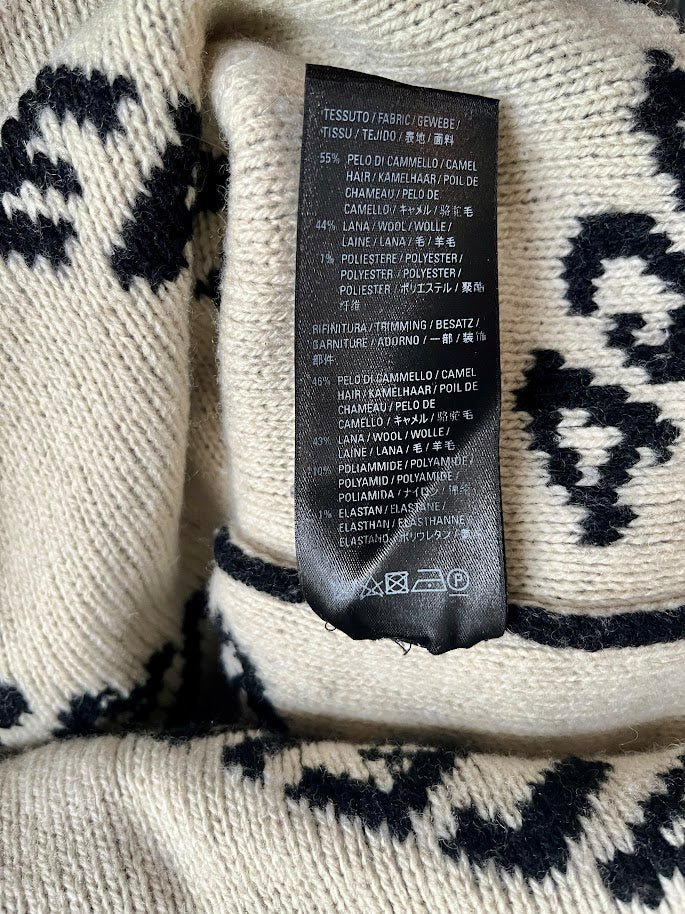 TESSUTO / FABRIC / GEWEBE /
TISSU / TEJIDO / 表地 / 面料
55% PELO DI CAMMELLO / CAMEL
HAIR / KAMELHAAR / POIL DE
CHAMEAU / PELO DE
CAMELLO / キャメル / 骆驼毛
44% LANA / WOOL / WOLLE /
LAINE / LANA / 毛 / 羊毛
1% POLIESTERE / POLYESTER /
POLYESTER / POLYESTER /
POLIESTER / ポリエステル / 聚酯
纤维
RIFINITURA / TRIMMING / BESATZ /
GARNITURE / ADORNO / 一部 / 装饰
部件
46% PELO DI CAMMELLO / CAMEL
HAIR / KAMELHAAR / POIL DE
CHAMEAU / PELO DE
CAMELLO / キャメル / 骆驼毛
43% LANA / WOOL / WOLLE /
LAINE / LANA / 毛 / 羊毛
10% POLIAMMIDE / POLYAMIDE /
POLYAMID / POLYAMIDE /
POLIAMIDA / ナイロン /
1% ELASTAN / ELASTANE /
ELASTHAN / ELASTHANNE /
ELASTANO / ポリウレタン /
P